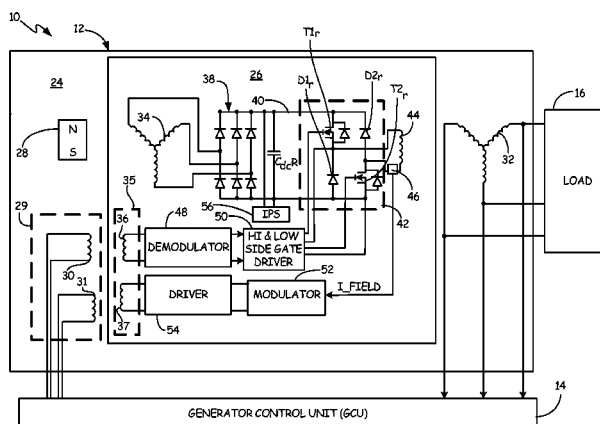 10
12
T1r
24
26
D1r
D2r
T2r
38
40
16
44
34
28
N
S
CdcR
32
LOAD
46
35
56
IPS
42
29
48
50
36
DEMODULATOR
HI & LOW
SIDE GATE
DRIVER
30
52
31
DRIVER
MODULATOR
I_FIELD
37
54
14
GENERATOR CONTROL UNIT (GCU)